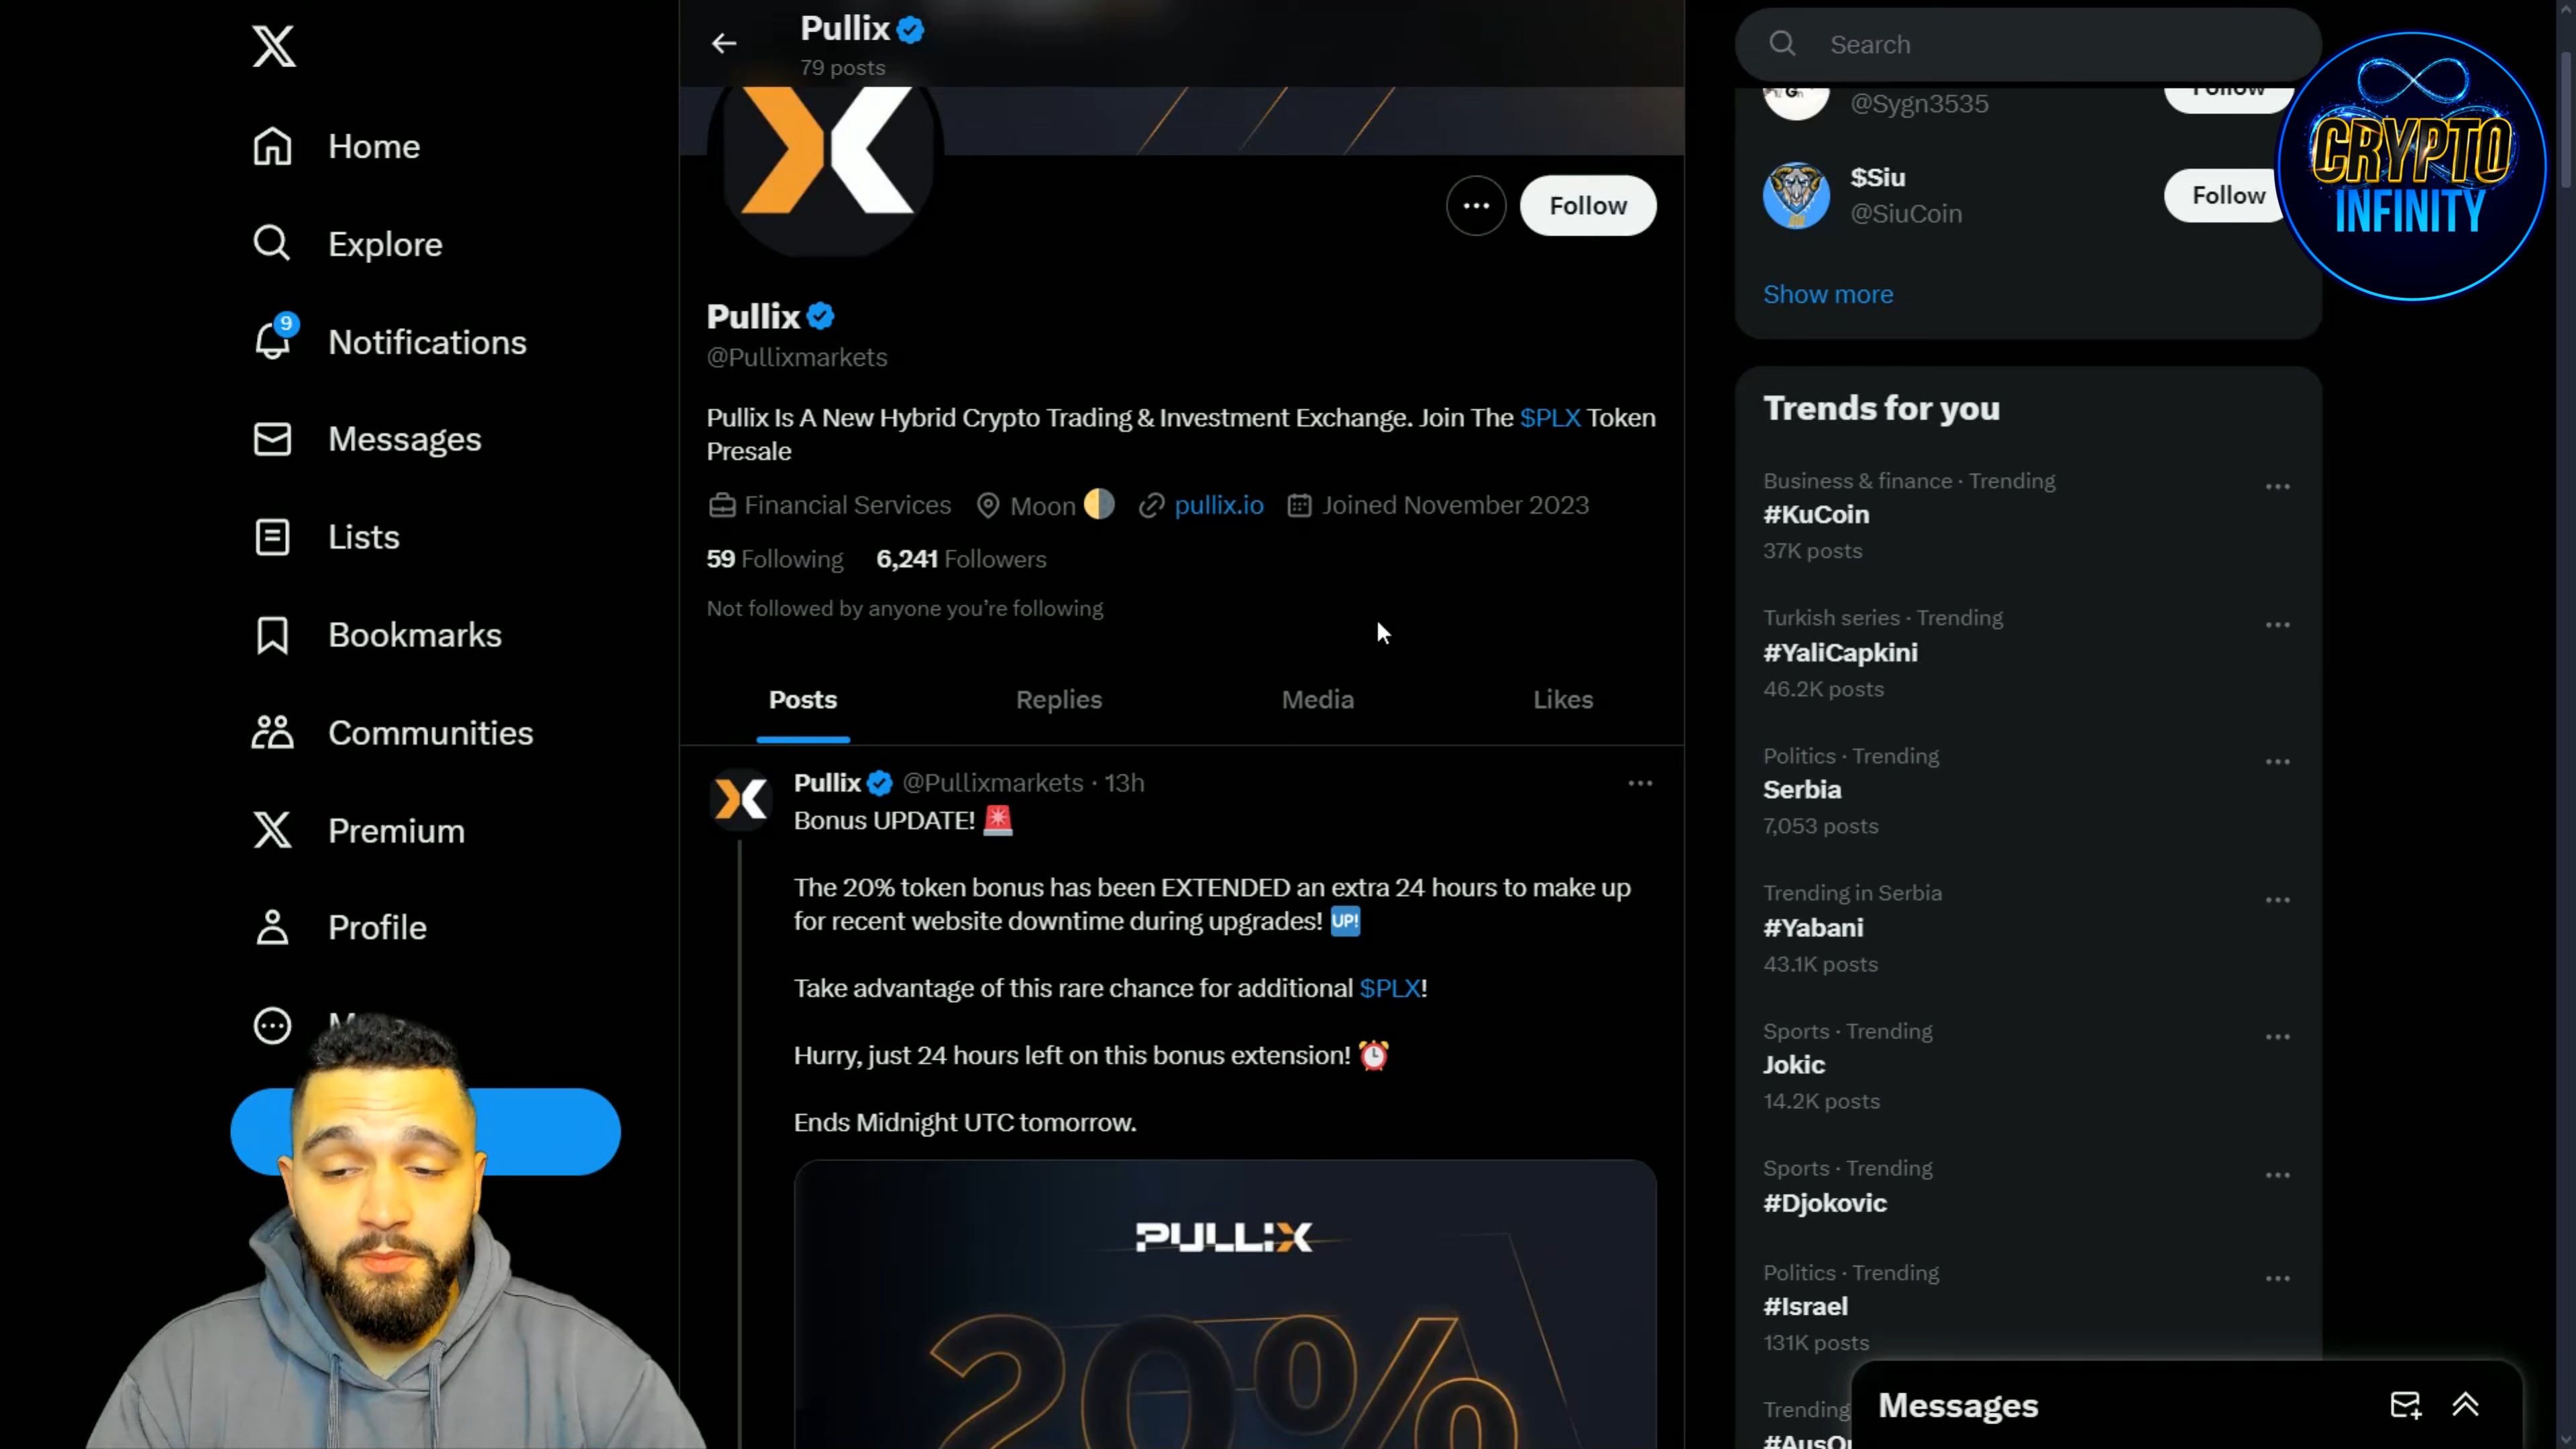 Home
Explore
9
Notifications
Messages
Lists
Bookmarks
Communities
Premium
Profile
Pullix
79 posts
Follow
Pullix
@Pullixmarkets
Pullix Is A New Hybrid Crypto Trading & Investment Exchange. Join The $PLX Token
Presale
Financial Services Moon pullix.io Joined November 2023
59 Following 6,241 Followers
Not followed by anyone you’re following
Posts Replies Media Likes
Pullix @Pullixmarkets · 13h
Bonus UPDATE!
The 20% token bonus has been EXTENDED an extra 24 hours to make up
for recent website downtime during upgrades! UP!
Take advantage of this rare chance for additional $PLX!
Hurry, just 24 hours left on this bonus extension!
Ends Midnight UTC tomorrow.
PULLIX
20%
Search
@Sygn3535
Follow
$Siu
@SiuCoin
Follow
Show more
CRYPTO
INFINITY
Trends for you
Business & finance · Trending
#KuCoin
37K posts
Turkish series · Trending
#YaliCapkini
46.2K posts
Politics · Trending
Serbia
7,053 posts
Trending in Serbia
#Yabani
43.1K posts
Sports · Trending
Jokic
14.2K posts
Sports · Trending
#Djokovic
Politics · Trending
#Israel
131K posts
Trending
Messages